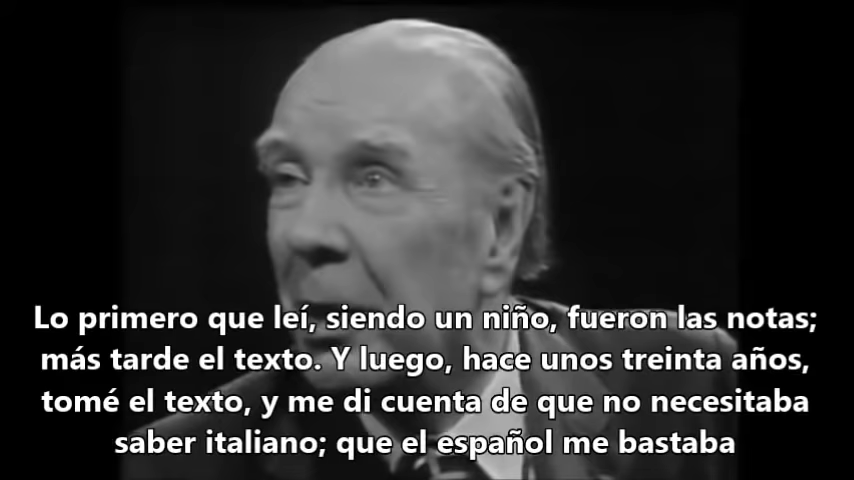 Lo primero que leí, siendo un niño, fueron las notas;
más tarde el texto. Y luego, hace unos treinta años,
tomé el texto, y me di cuenta de que no necesitaba
saber italiano; que el español me bastaba